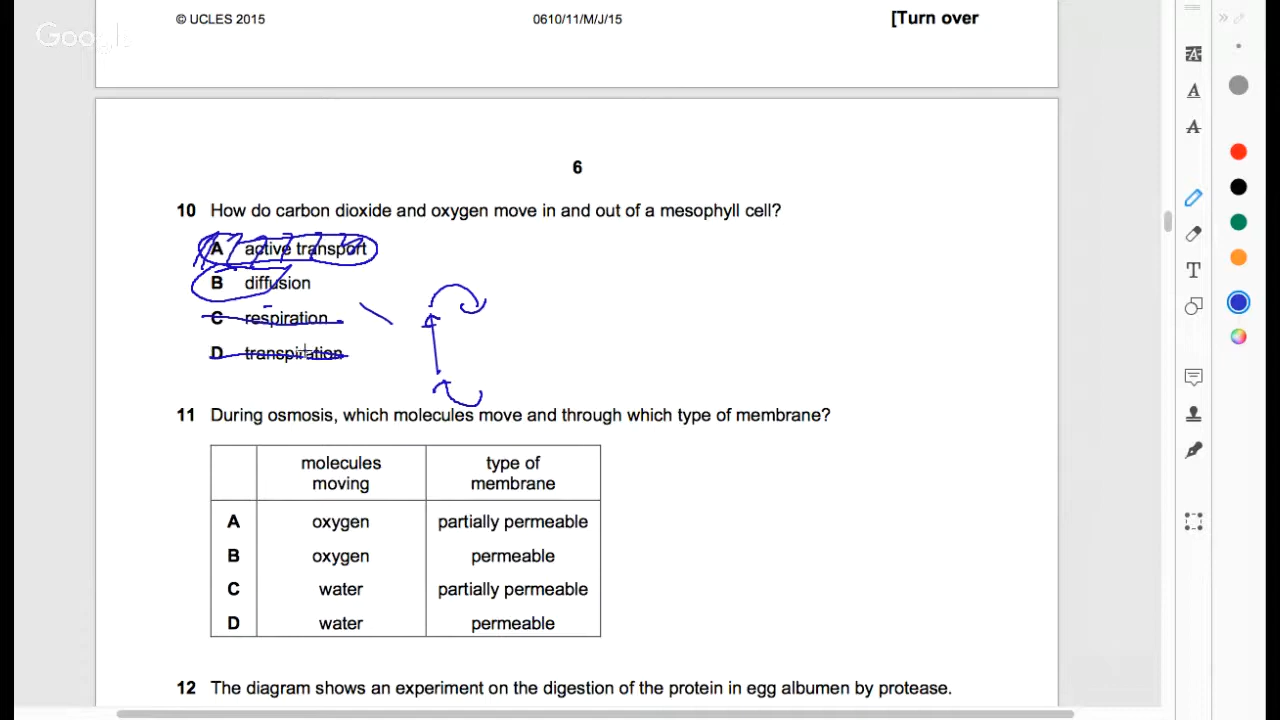 © UCLES 2015 0610/11/M/J/15 [Turn over
Google
6
10 How do carbon dioxide and oxygen move in and out of a mesophyll cell?
A active transport
B diffusion
C respiration
D transpiration
11 During osmosis, which molecules move and through which type of membrane?
molecules moving type of membrane
A oxygen partially permeable
B oxygen permeable
C water partially permeable
D water permeable
12 The diagram shows an experiment on the digestion of the protein in egg albumen by protease.